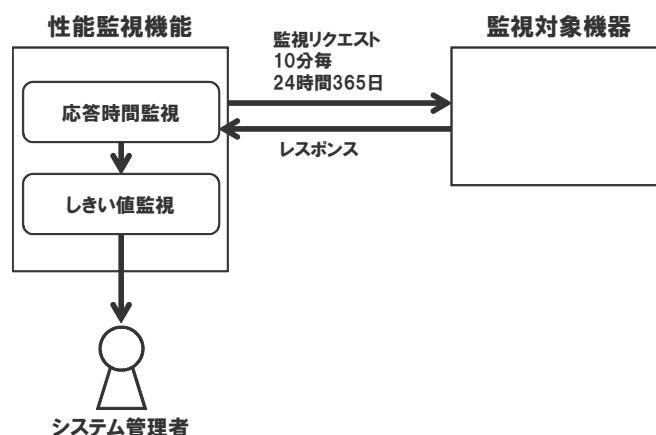 性能監視機能
監視対象機器
監視リクエスト
10分毎
24時間365日
応答時間監視
レスポンス
しきい値監視
システム管理者